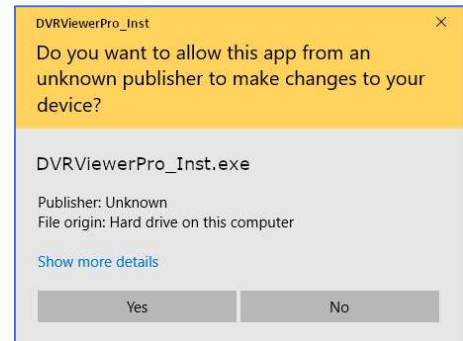 DVRViewerPro_Inst
Do you want to allow this app from an
unknown publisher to make changes to your
device?
DVRViewerPro_Inst.exe
Publisher: Unknown
File origin: Hard drive on this computer
Show more details
Yes
No